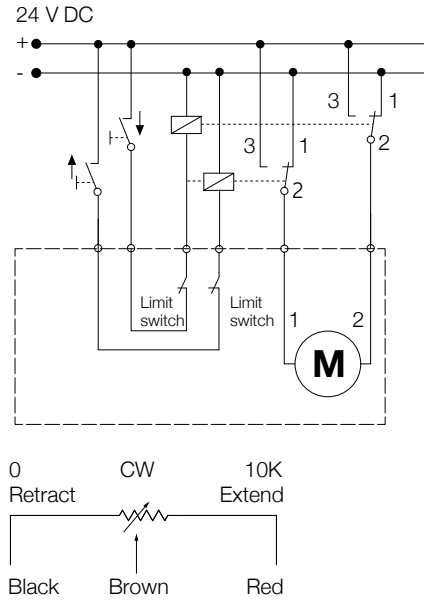 24 V DC
+
-
3 1
2
3 1
2
Limit
switch
Limit
switch
1 2
M
0 CW 10K
Retract Extend
Black Brown Red